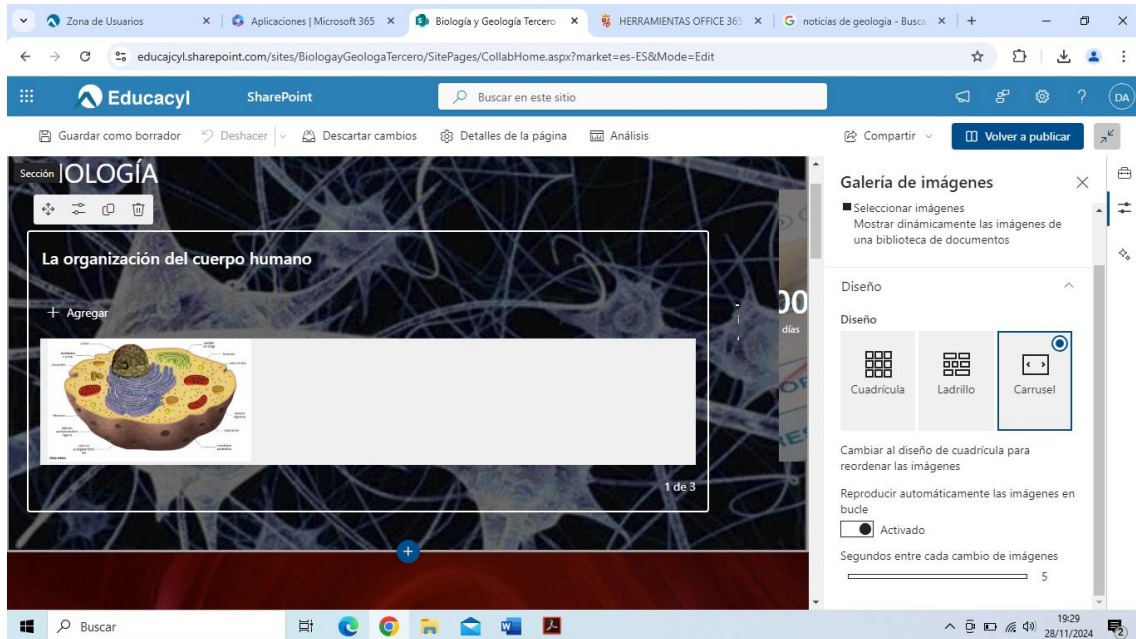 Zona de Usuarios
Aplicaciones | Microsoft 365
Biología y Geología Tercero
HERRAMIENTAS OFFICE 365
noticias de geologia - Busca
educajcyl.sharepoint.com/sites/BiologayGeologaTercero/SitePages/CollabHome.aspx?market=es-ES&Mode=Edit
Educacyl
SharePoint
Buscar en este sitio
DA
Guardar como borrador
Deshacer
Descartar cambios
Detalles de la página
Análisis
Compartir
Volver a publicar
Sección
IOLOGÍA
La organización del cuerpo humano
+ Agregar
1 de 3
00
días
Galería de imágenes
Seleccionar imágenes
Mostrar dinámicamente las imágenes de
una biblioteca de documentos
Diseño
Diseño
Cuadrícula
Ladrillo
Carrusel
Cambiar al diseño de cuadrícula para
reordenar las imágenes
Reproducir automáticamente las imágenes en
bucle
Activado
Segundos entre cada cambio de imágenes
5
Buscar
19:29
28/11/2024
2